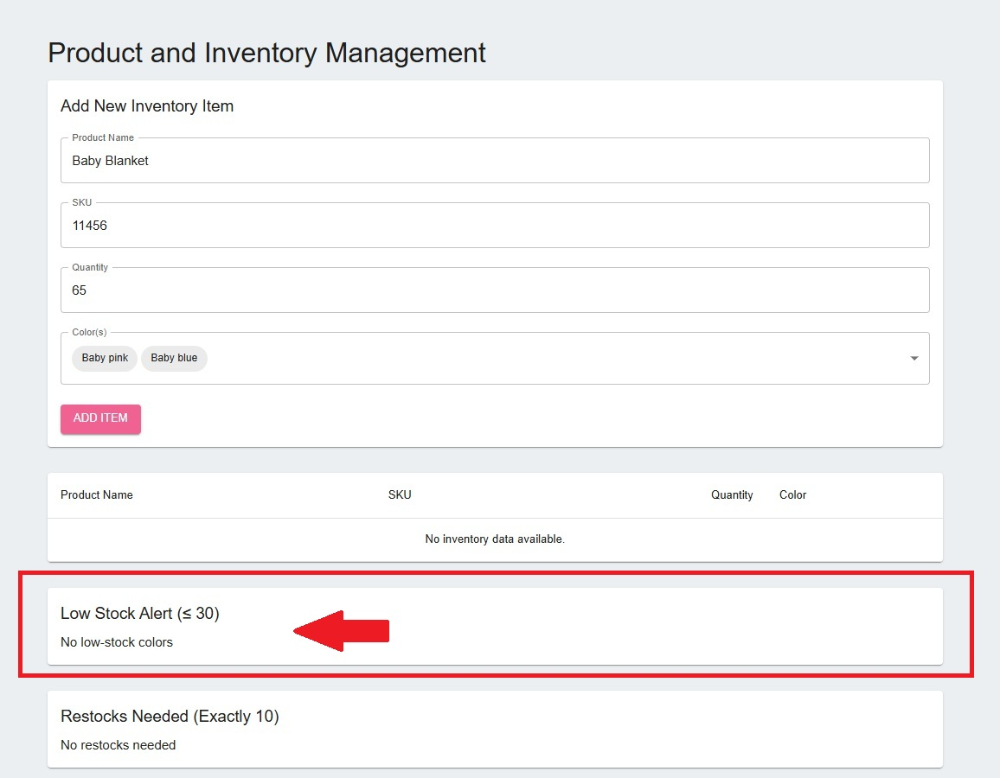 Product and Inventory Management
Add New Inventory Item
Product Name
Baby Blanket
SKU
11456
Quantity
65
Color(s)
Baby pink Baby blue
ADD ITEM
Product Name SKU Quantity Color
No inventory data available.
Low Stock Alert (≤ 30)
No low-stock colors
Restocks Needed (Exactly 10)
No restocks needed